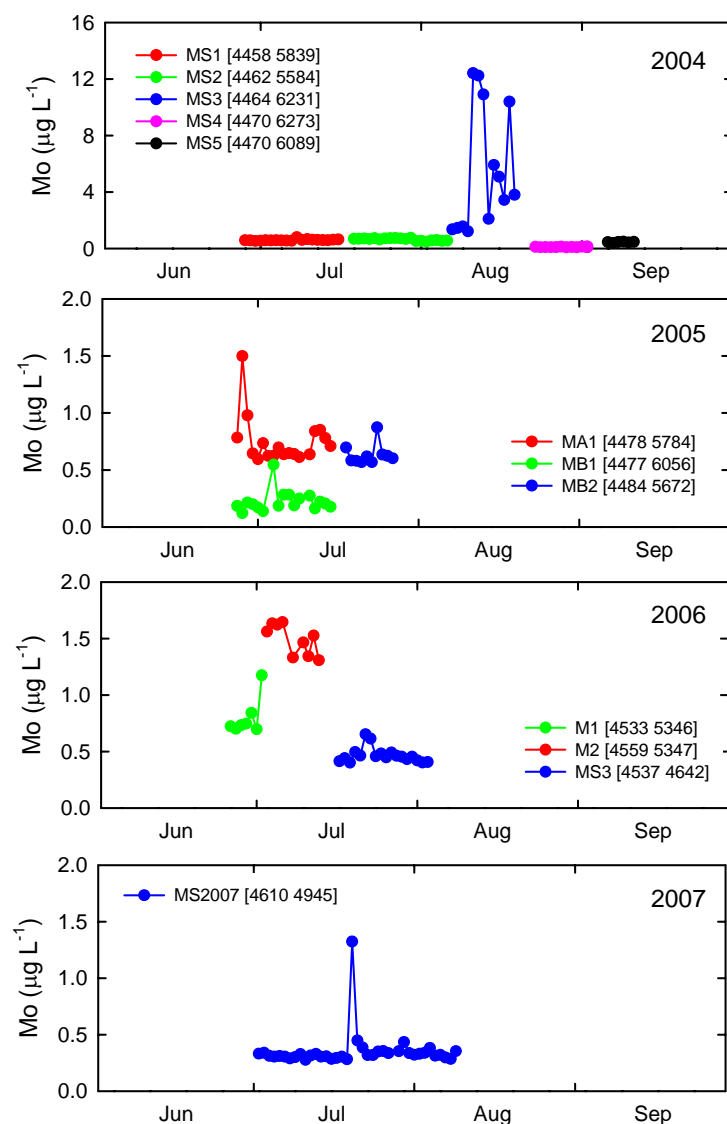 16
12
8
4
0
Mo (µg L⁻¹)
MS1 [4458 5839]
MS2 [4462 5584]
MS3 [4464 6231]
MS4 [4470 6273]
MS5 [4470 6089]
2004
Jun Jul Aug Sep
2.0
1.5
1.0
0.5
0.0
Mo (µg L⁻¹)
2005
MA1 [4478 5784]
MB1 [4477 6056]
MB2 [4484 5672]
Jun Jul Aug Sep
2.0
1.5
1.0
0.5
0.0
Mo (µg L⁻¹)
2006
M1 [4533 5346]
M2 [4559 5347]
MS3 [4537 4642]
Jun Jul Aug Sep
2.0
1.5
1.0
0.5
0.0
Mo (µg L⁻¹)
MS2007 [4610 4945]
2007
Jun Jul Aug Sep